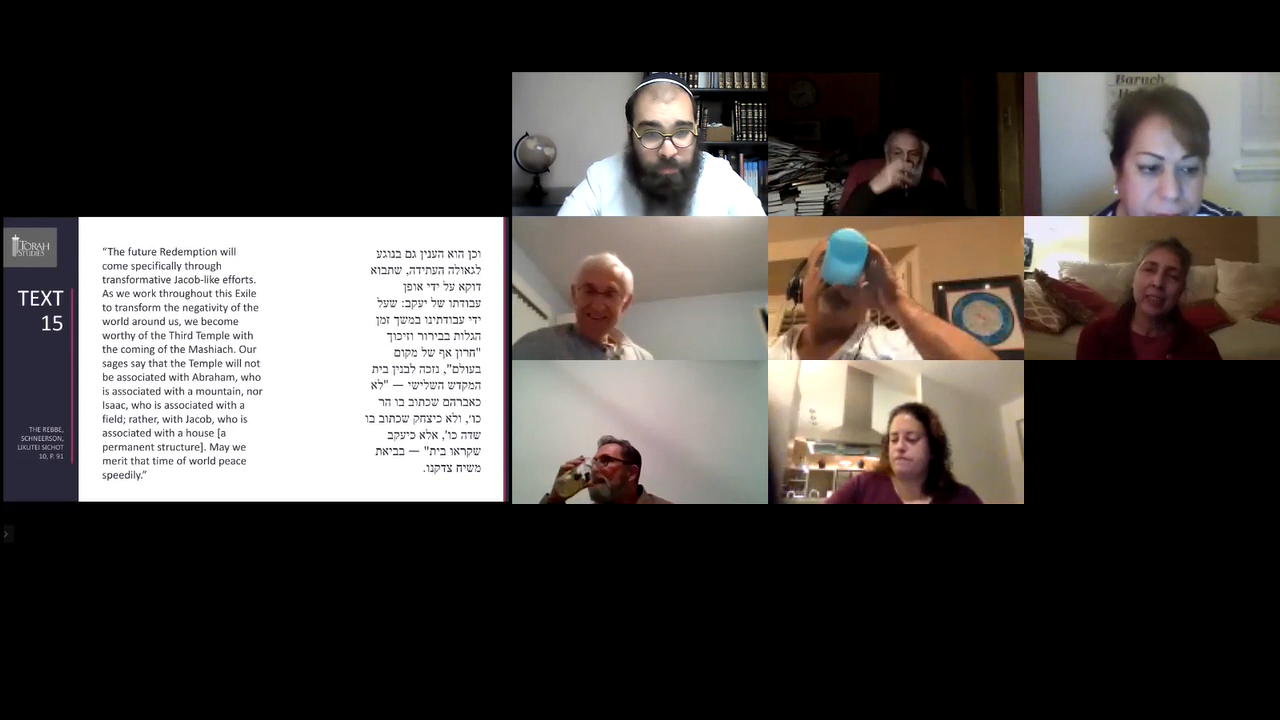 TORAH
STUDIES
TEXT
15
THE REBBE,
SCHNEERSON,
LIKUTEI SICHOT
10, P. 91
“The future Redemption will
come specifically through
transformative Jacob-like efforts.
As we work throughout this Exile
to transform the negativity of the
world around us, we become
worthy of the Third Temple with
the coming of the Mashiach. Our
sages say that the Temple will not
be associated with Abraham, who
is associated with a mountain, nor
Isaac, who is associated with a
field; rather, with Jacob, who is
associated with a house [a
permanent structure]. May we
merit that time of world peace
speedily.”
וכן הוא הענין גם בנוגע
לגאולה העתידה, שתבוא
דוקא על ידי אופן
עבודתו של יעקב: שעל
ידי עבודתינו במשך זמן
הגלות בבירור וזיכוך
"חרון אף של מקום
בעולם", נזכה לבנין בית
המקדש השלישי — "לא
כאברהם שכתוב בו הר
כו', ולא כיצחק שכתוב בו
שדה כו', אלא כיעקב
שקראו בית" — בביאת
משיח צדקנו.
Baruch